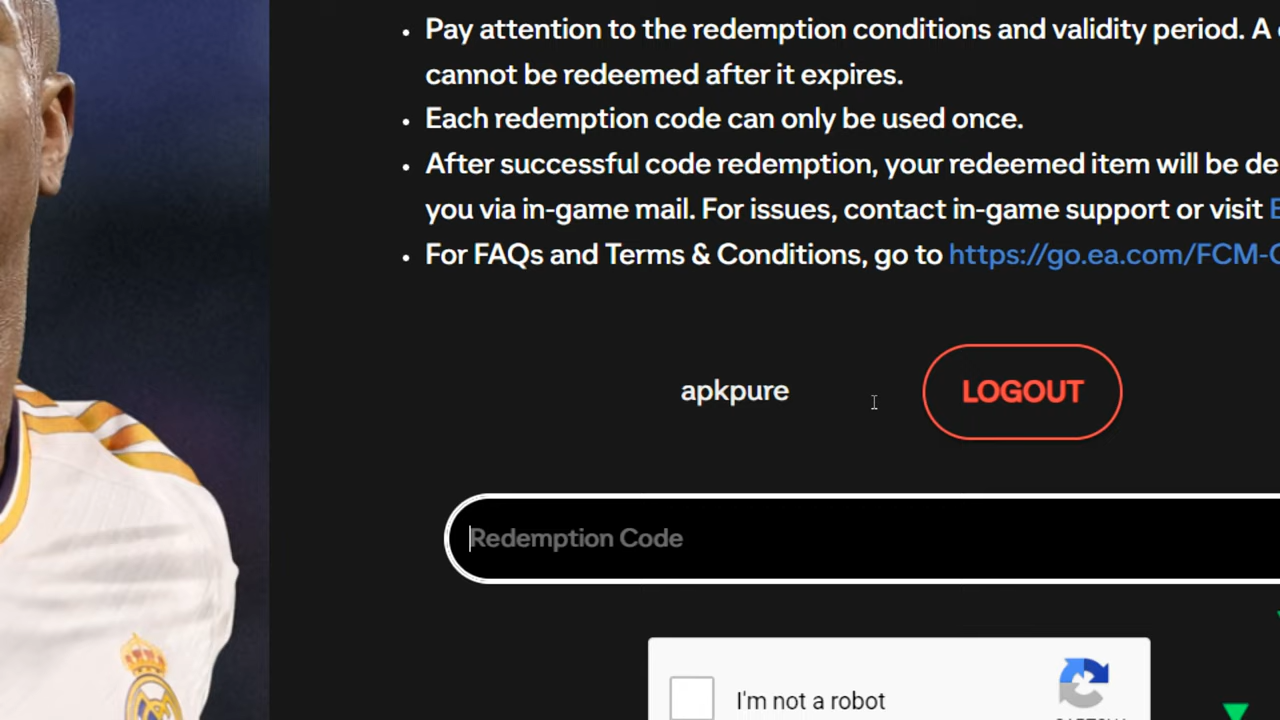 Pay attention to the redemption conditions and validity period. A
cannot be redeemed after it expires.
Each redemption code can only be used once.
After successful code redemption, your redeemed item will be de
you via in-game mail. For issues, contact in-game support or visit E
For FAQs and Terms & Conditions, go to https://go.ea.com/FCM-C
apkpure
LOGOUT
Redemption Code
I'm not a robot